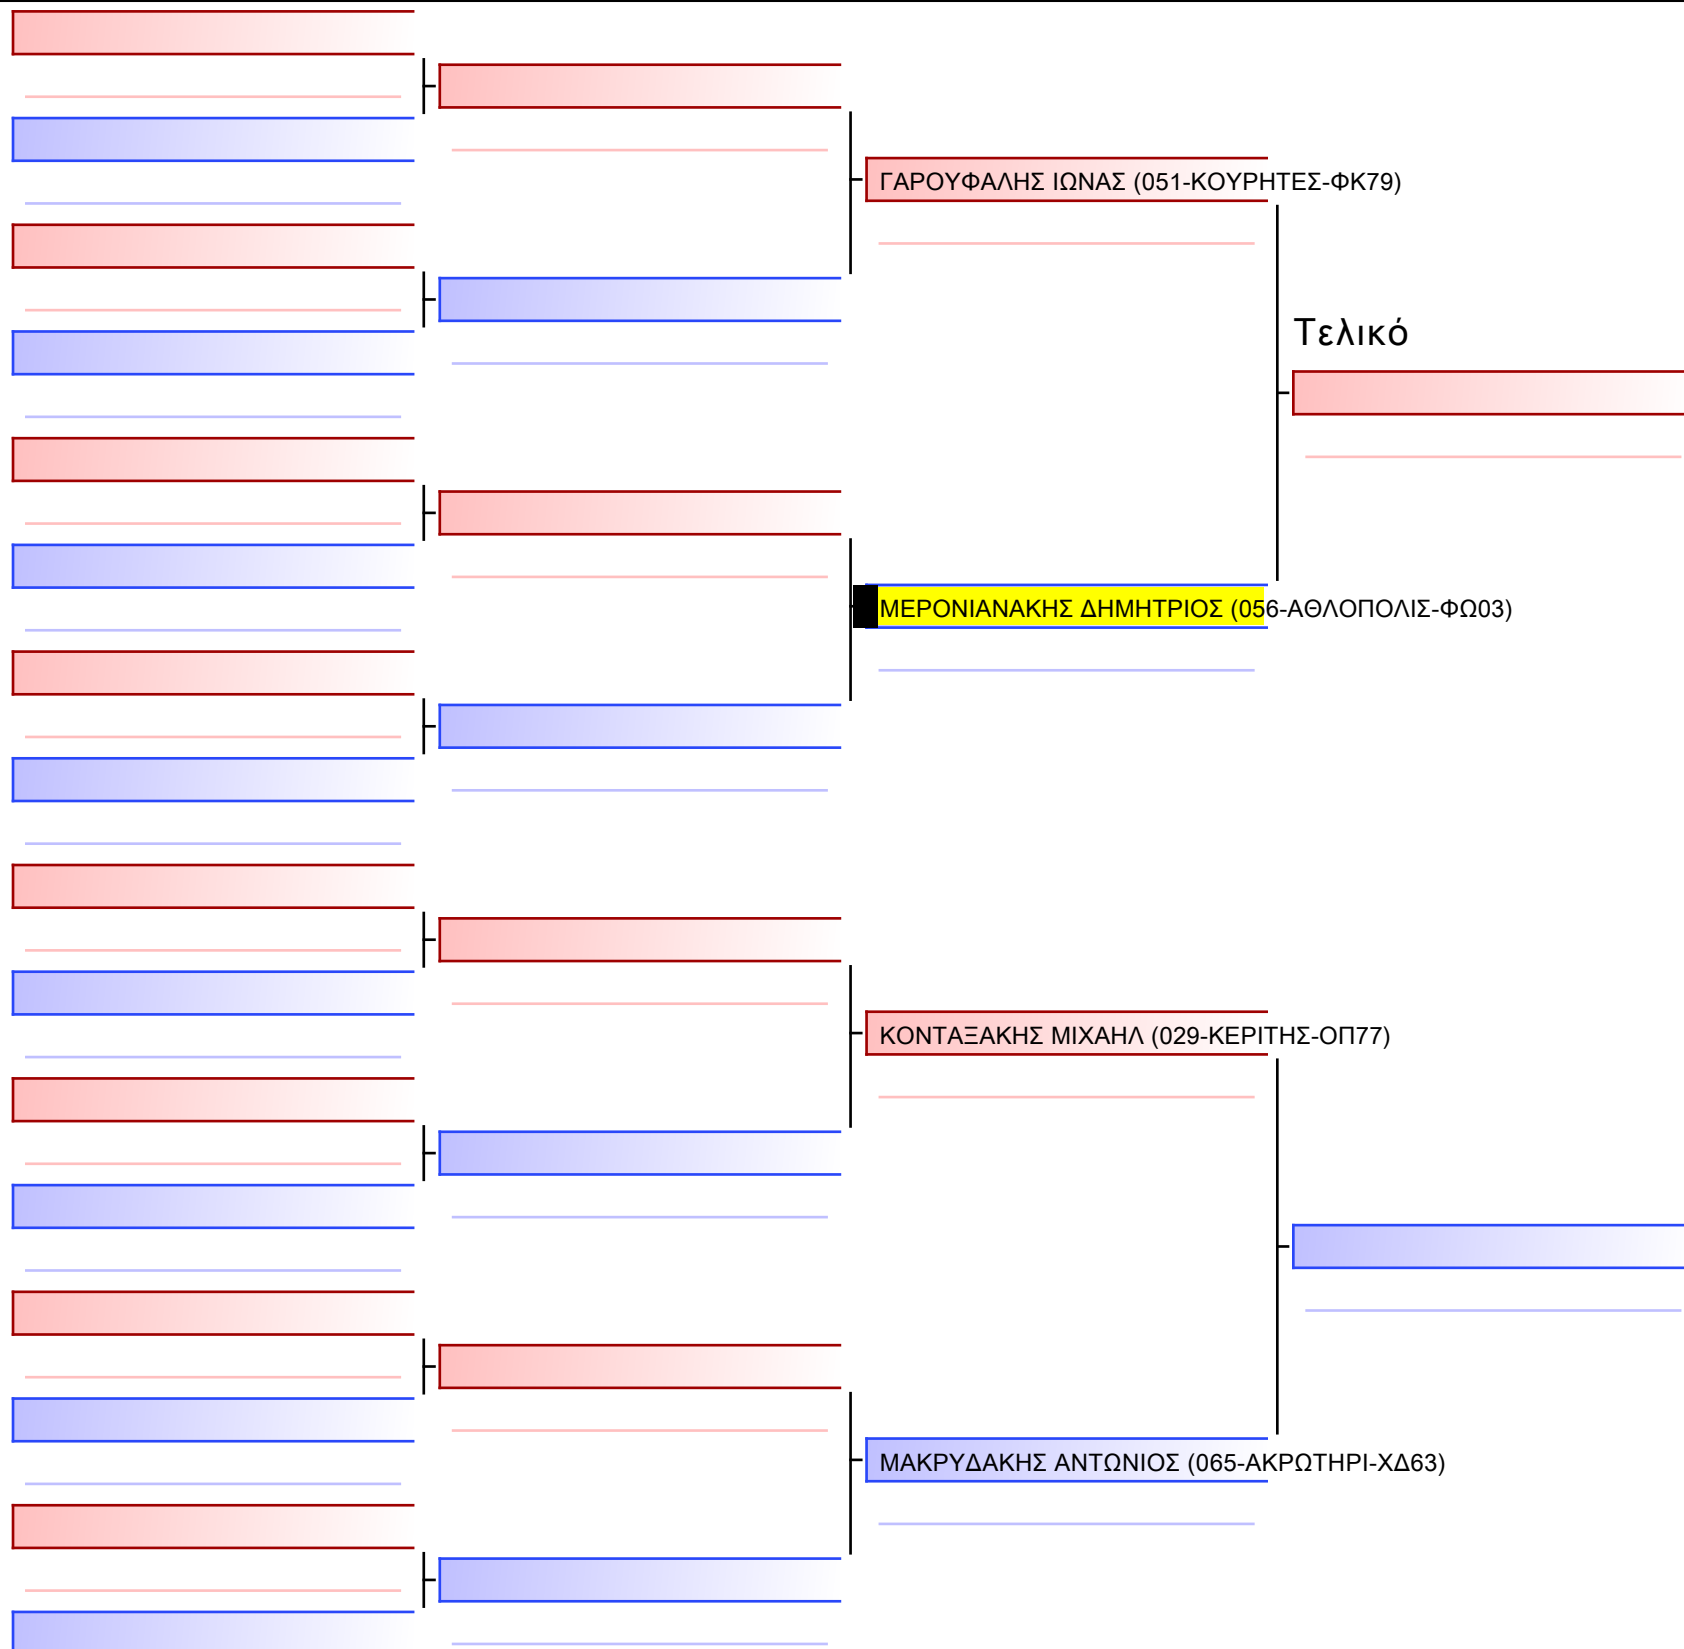 ΓΑΡΟΥΦΑΛΗΣ ΙΩΝΑΣ (051-ΚΟΥΡΗΤΕΣ-ΦΚ79)
Τελικό
ΜΕΡΟΝΙΑΝΑΚΗΣ ΔΗΜΗΤΡΙΟΣ (056-ΑΘΛΟΠΟΛΙΣ-ΦΩ03)
ΚΟΝΤΑΞΑΚΗΣ ΜΙΧΑΗΛ (029-ΚΕΡΙΤΗΣ-ΟΠ77)
ΜΑΚΡΥΔΑΚΗΣ ΑΝΤΩΝΙΟΣ (065-ΑΚΡΩΤΗΡΙ-ΧΔ63)